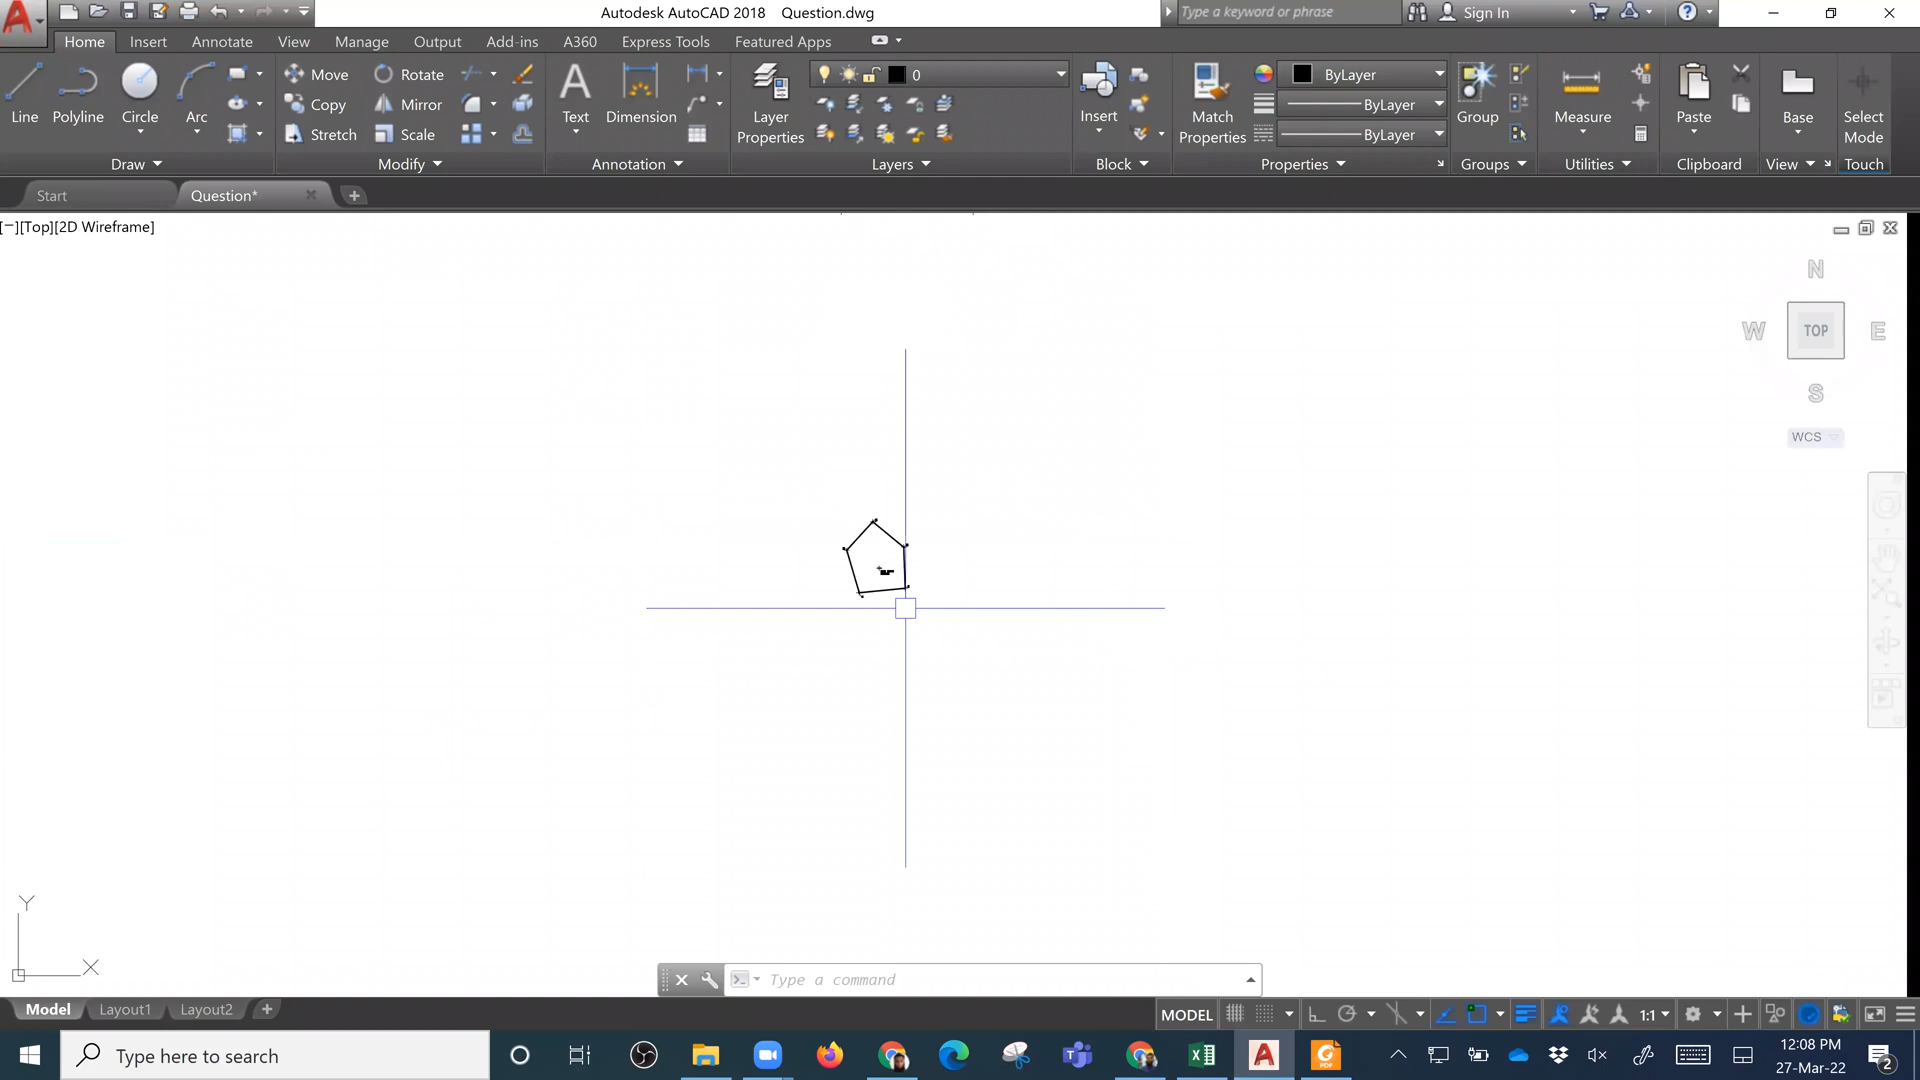 Autodesk AutoCAD 2018 Question.dwg
Type a keyword or phrase
Sign In
Home Insert Annotate View Manage Output Add-ins A360 Express Tools Featured Apps
Line
Polyline
Circle
Arc
Move
Rotate
Copy
Mirror
Stretch
Scale
Text
Dimension
Layer
Properties
0
Insert
Match
Properties
ByLayer
ByLayer
ByLayer
Group
Measure
Paste
Base
Select
Mode
Draw
Modify
Annotation
Layers
Block
Properties
Groups
Utilities
Clipboard
View
Touch
Start
Question*
[−][Top][2D Wireframe]
N
W
TOP
E
S
WCS
Y
X
Type a command
Model
Layout1
Layout2
MODEL
1:1
Type here to search
12:08 PM
27-Mar-22
2